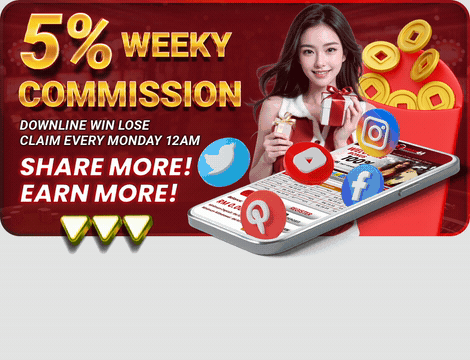 5% WEEKY
COMMISSION
DOWNLINE WIN LOSE
CLAIM EVERY MONDAY 12AM
SHARE MORE!
EARN MORE!